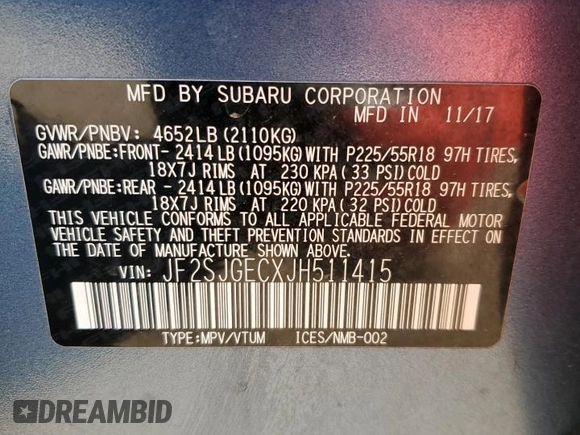 MFD BY SUBARU CORPORATION
MFD IN 11/17
GVWR/PNBV: 4652LB (2110KG)
GAWR/PNBE:FRONT- 2414 LB (1095KG) WITH P225/55R18 97H TIRES,
18X7J RIMS AT 230 KPA (33 PSI) COLD
GAWR/PNBE:REAR - 2414 LB (1095KG) WITH P225/55R18 97H TIRES,
18X7J RIMS AT 220 KPA (32 PSI) COLD
THIS VEHICLE CONFORMS TO ALL APPLICABLE FEDERAL MOTOR
VEHICLE SAFETY AND THEFT PREVENTION STANDARDS IN EFFECT ON
THE DATE OF MANUFACTURE SHOWN ABOVE.
VIN: JF2SJGECXJH511415
TYPE:MPV/VTUM ICES/NMB-002
DREAMBID